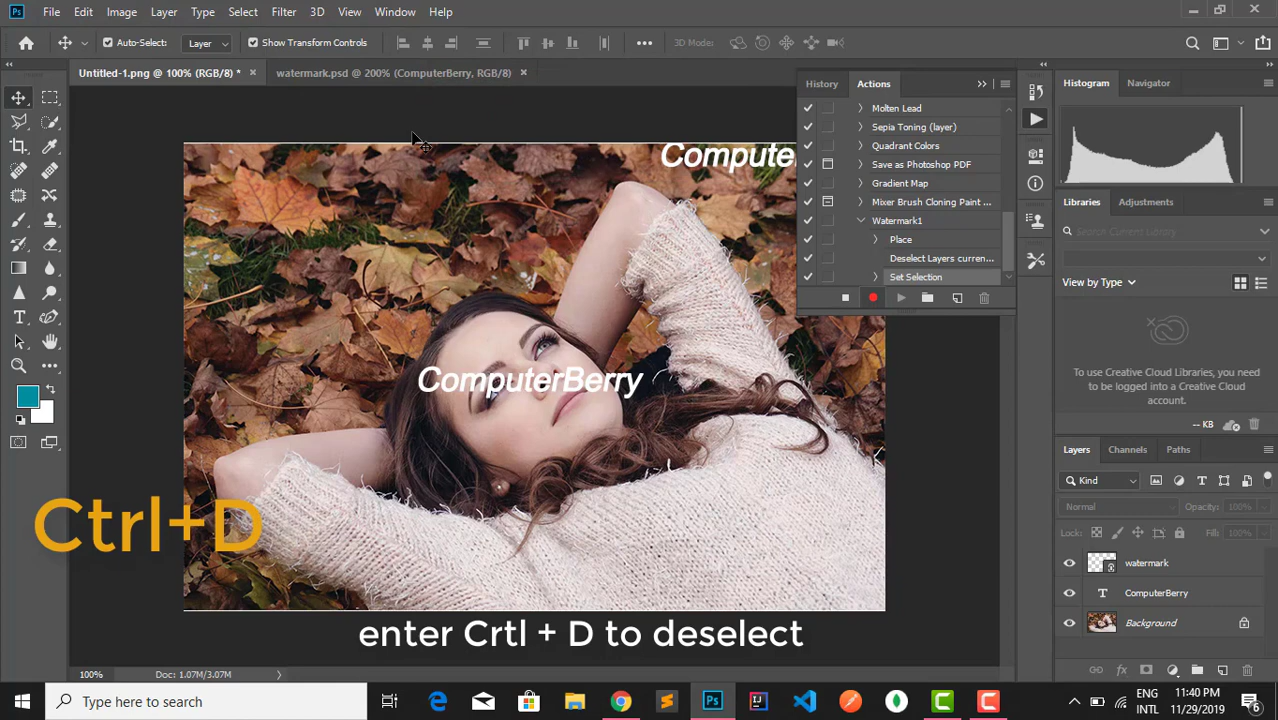 Ps File Edit Image Layer Type Select Filter 3D View Window Help
Auto-Select: Layer Show Transform Controls 3D Mode:
Untitled-1.png @ 100% (RGB/8) * watermark.psd @ 200% (ComputerBerry, RGB/8)
History Actions
Molten Lead
Sepia Toning (layer)
Quadrant Colors
Save as Photoshop PDF
Gradient Map
Mixer Brush Cloning Paint ...
Watermark1
Place
Deselect Layers curren...
Set Selection
Histogram Navigator
Libraries Adjustments
Search Current Library
View by Type
To use Creative Cloud Libraries, you need to be logged into a Creative Cloud account.
-- KB
Layers Channels Paths
Kind
Normal Opacity: 100%
Lock: Fill: 100%
watermark
ComputerBerry
Background
Compute
ComputerBerry
Ctrl+D
enter Crtl + D to deselect
100% Doc: 1.07M/3.07M
Type here to search
ENG
INTL
11:40 PM
11/29/2019
6